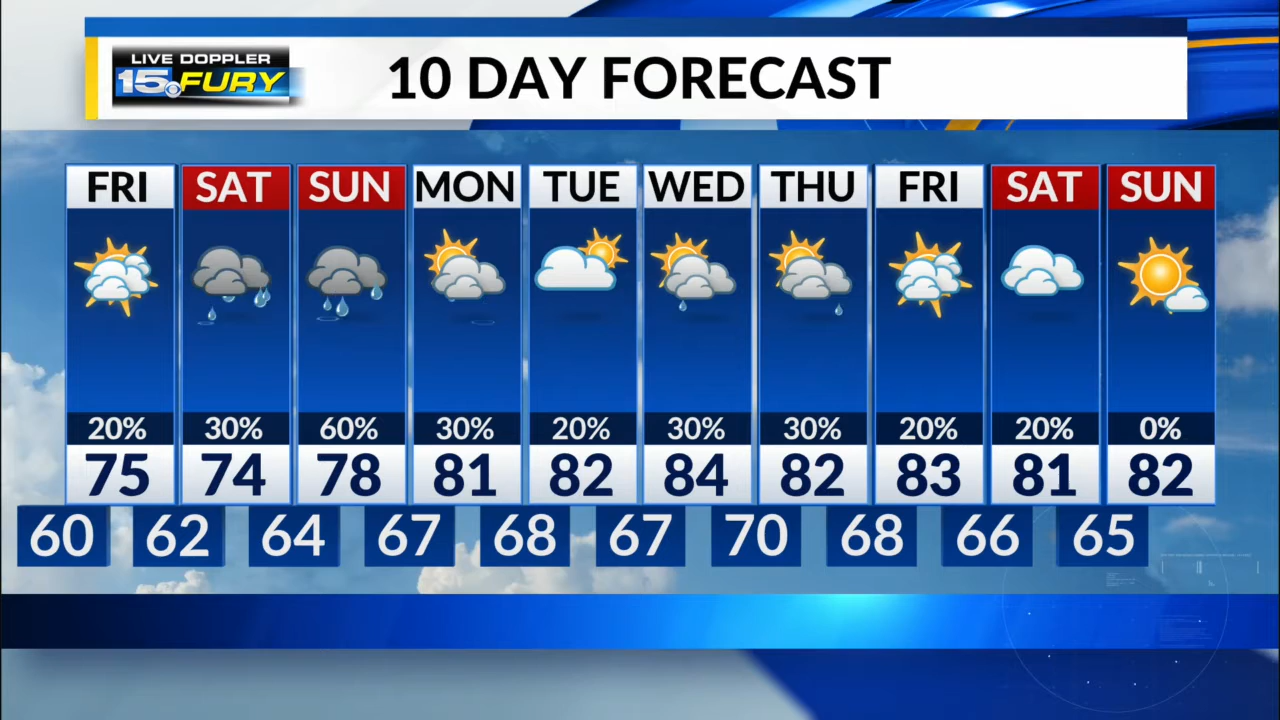 LIVE DOPPLER
15 FURY
10 DAY FORECAST
FRI SAT SUN MON TUE WED THU FRI SAT SUN
20% 30% 60% 30% 20% 30% 30% 20% 20% 0%
75 74 78 81 82 84 82 83 81 82
60 62 64 67 68 67 70 68 66 65